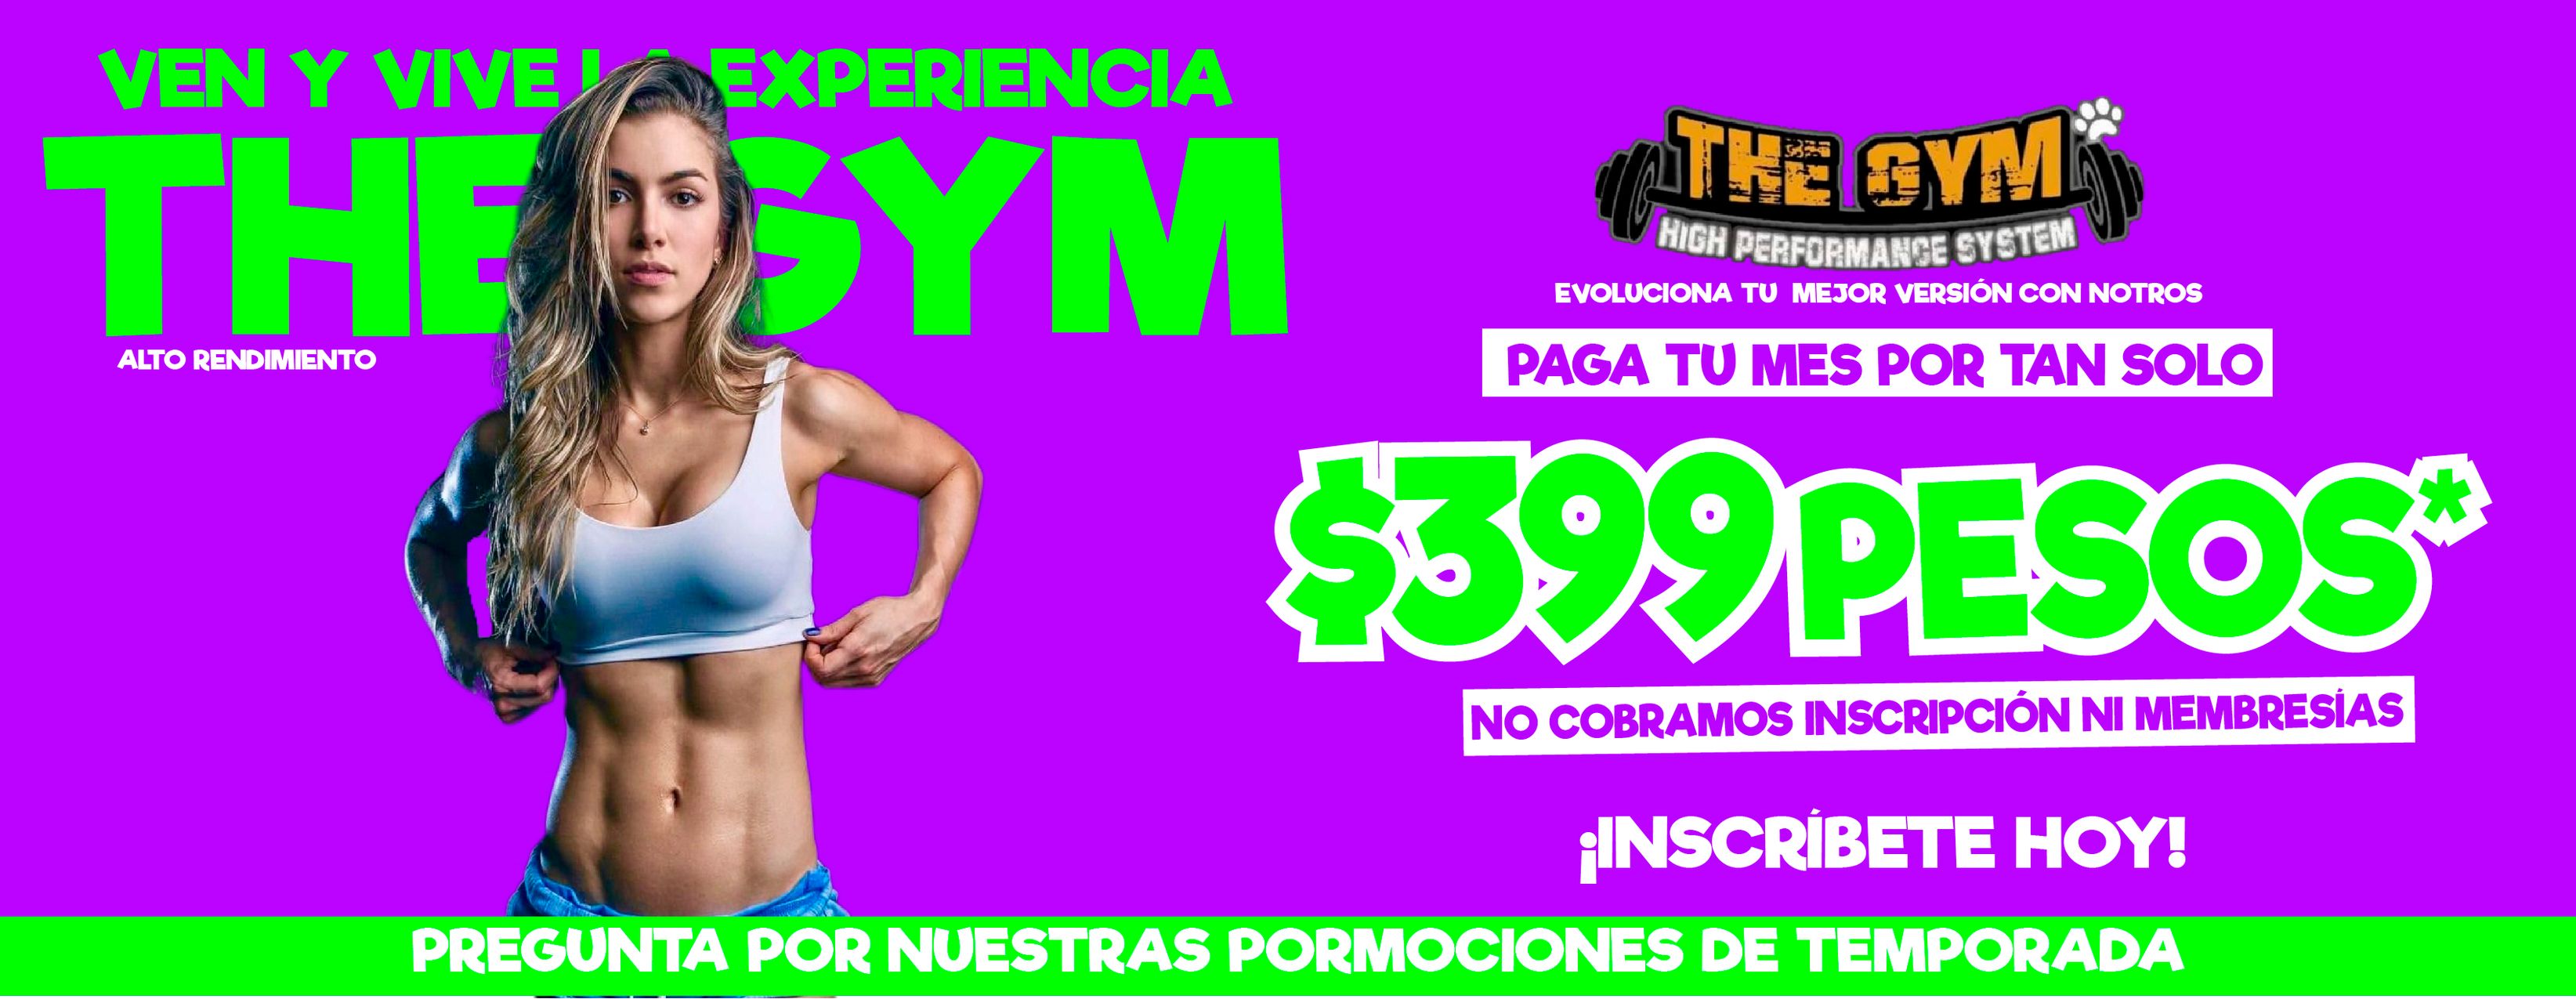 VEN Y VIVE LA EXPERIENCIA
THE GYM
ALTO RENDIMIENTO
THE GYM
HIGH PERFORMANCE SYSTEM
EVOLUCIONA TU MEJOR VERSIÓN CON NOTROS
PAGA TU MES POR TAN SOLO
$399 PESOS*
NO COBRAMOS INSCRIPCIÓN NI MEMBRESÍAS
¡INSCRÍBETE HOY!
PREGUNTA POR NUESTRAS PORMOCIONES DE TEMPORADA